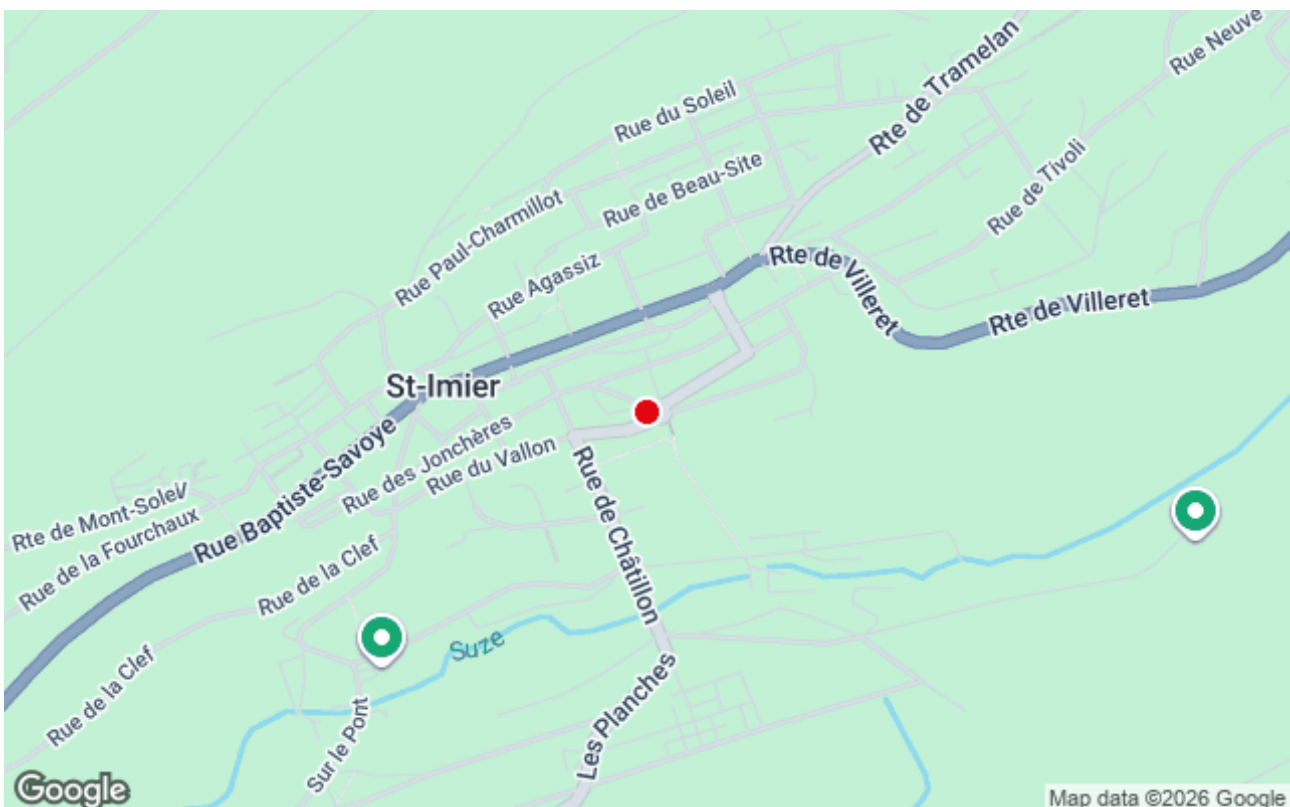 Rue Neuve
Rte de Tramelan
Rue du Soleil
Rue de Tivoli
Rue de Beau-Site
Rue Paul-Charmillot
Rue Agassiz
Rte de Villeret
Rte de Villeret
St-Imier
Rue des Jonchères
Rue du Vallon
Rue Baptiste-Savoye
Rte de Mont-Soleil
Rue de la Fourchaux
Rue de la Clef
Rue de Châtillon
Suze
Rue de la Clef
Les Planches
Sur le Pont
Google
Map data ©2026 Google